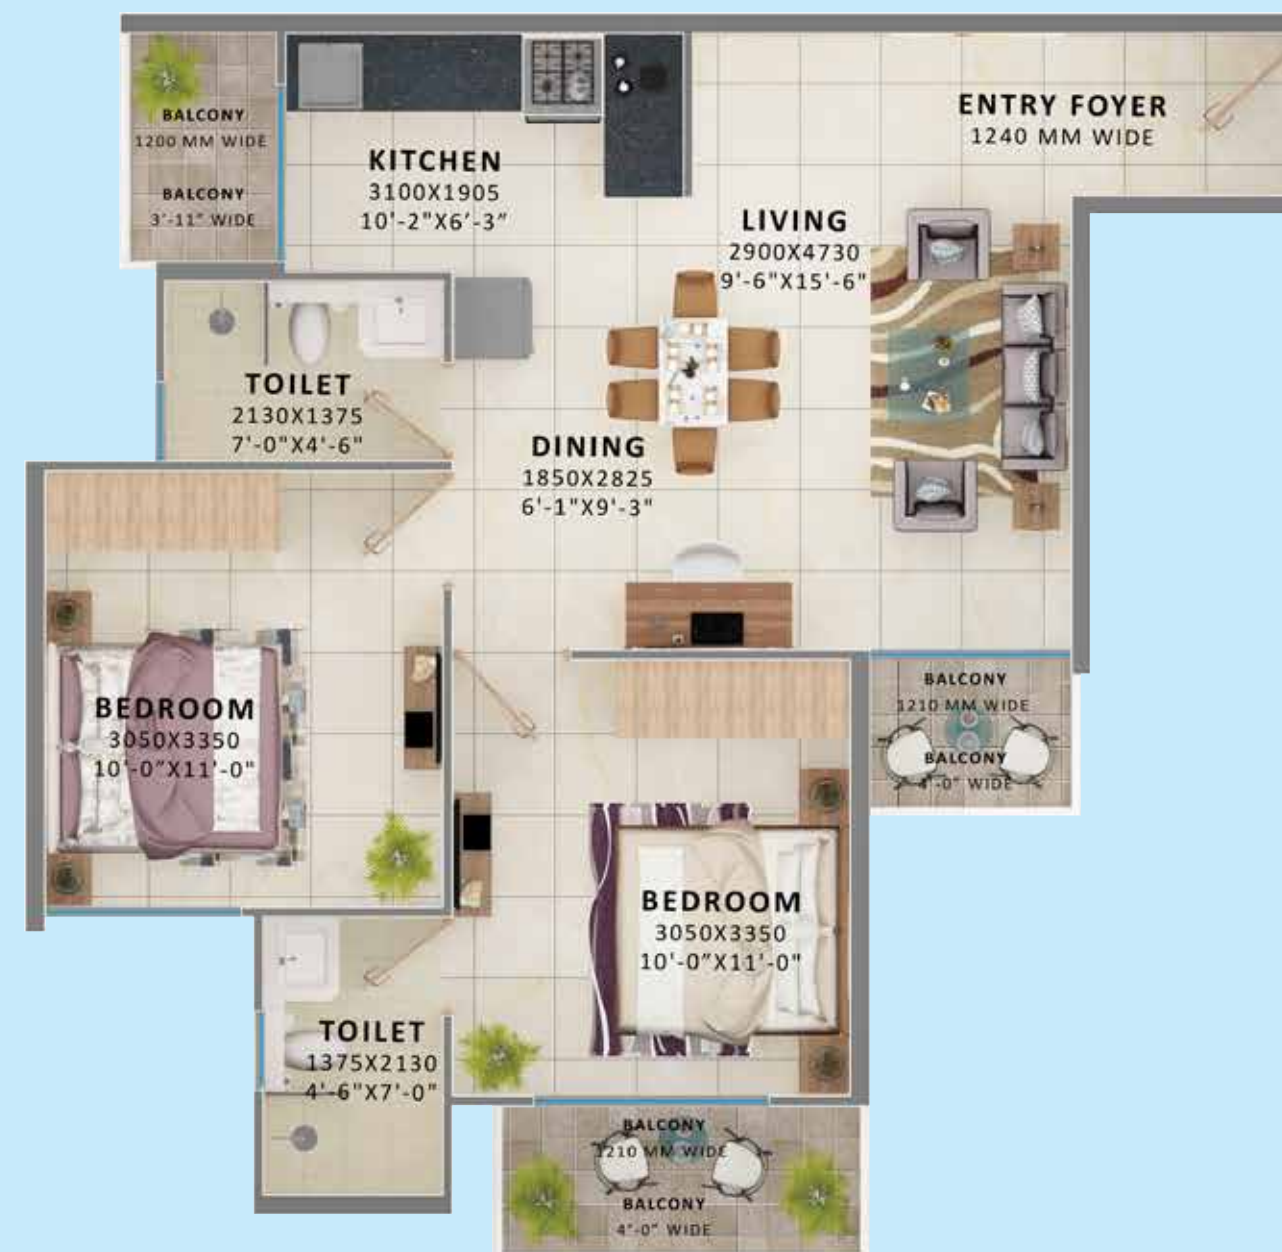 BALCONY
1200 MM WIDE
BALCONY
3'-11" WIDE
KITCHEN
3100X1905
10'-2"X6'-3"
ENTRY FOYER
1240 MM WIDE
LIVING
2900X4730
9'-6"X15'-6"
TOILET
2130X1375
7'-0"X4'-6"
DINING
1850X2825
6'-1"X9'-3"
BEDROOM
3050X3350
10'-0"X11'-0"
BALCONY
1210 MM WIDE
BALCONY
4'-0" WIDE
BEDROOM
3050X3350
10'-0"X11'-0"
TOILET
1375X2130
4'-6"X7'-0"
BALCONY
1210 MM WIDE
BALCONY
4'-0" WIDE